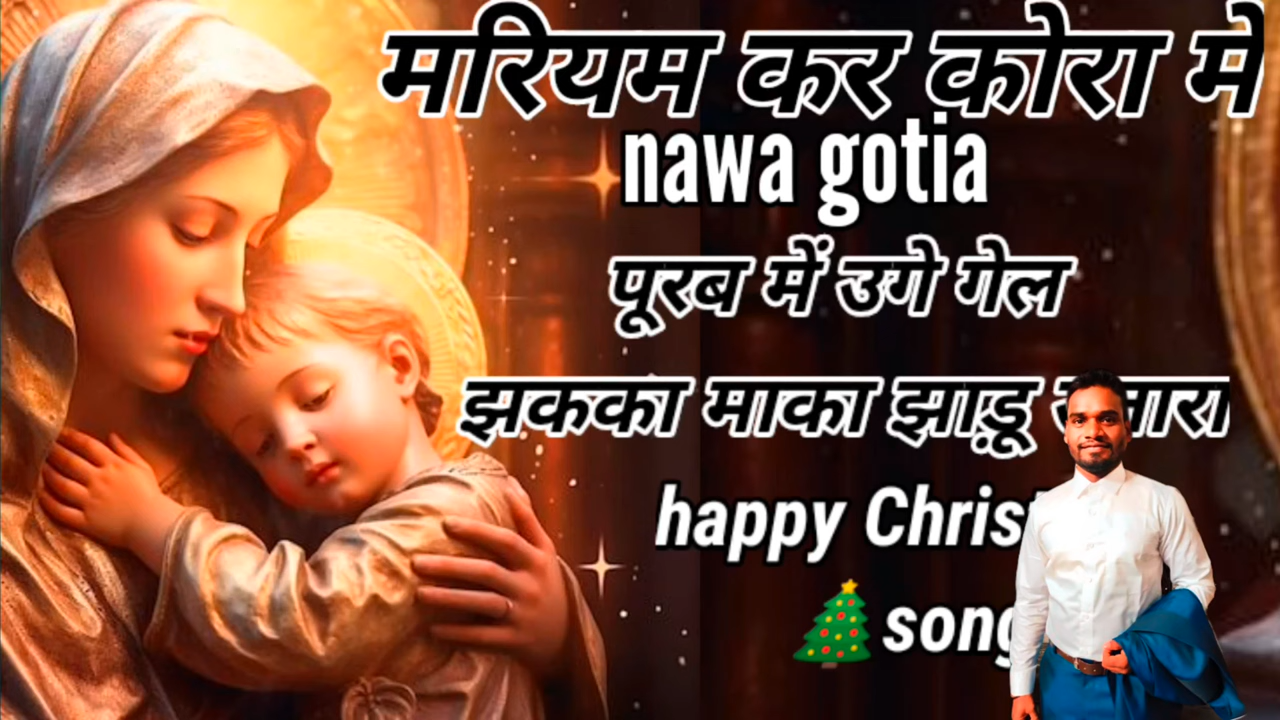 मरियम कर कोरा मे
nawa gotia
पूरब में उगे गेल
झकका माका झाड़ू
happy
🎄song